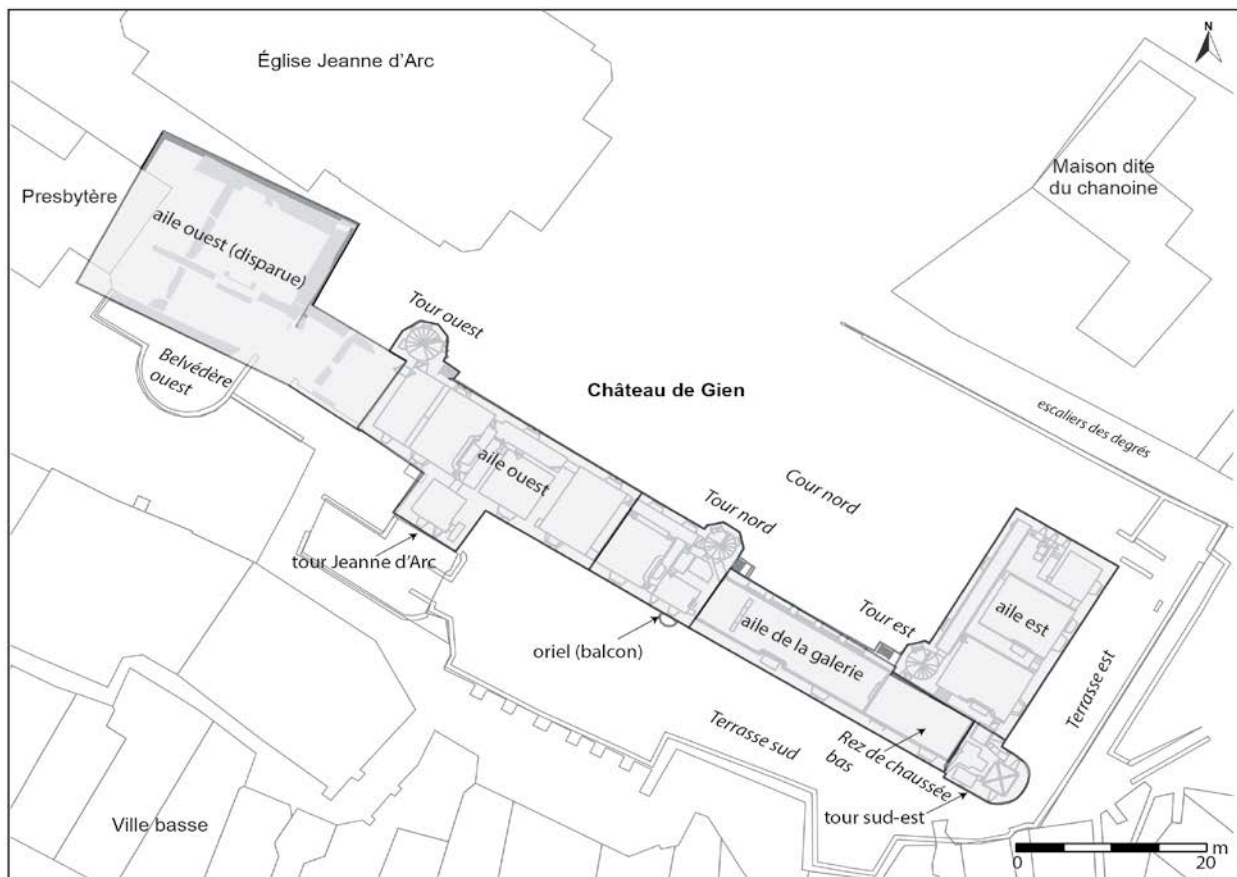 N
Église Jeanne d'Arc
Maison dite
du chanoine
Presbytère
aile ouest (disparue)
Tour ouest
Belvédère
ouest
Château de Gien
escaliers des degrés
aile ouest
Cour nord
Tour nord
tour Jeanne d'Arc
Tour est
aile est
aile de la galerie
oriel (balcon)
Terrasse est
Terrasse sud
Rez de chaussée
bas
tour sud-est
Ville basse
m
0
20